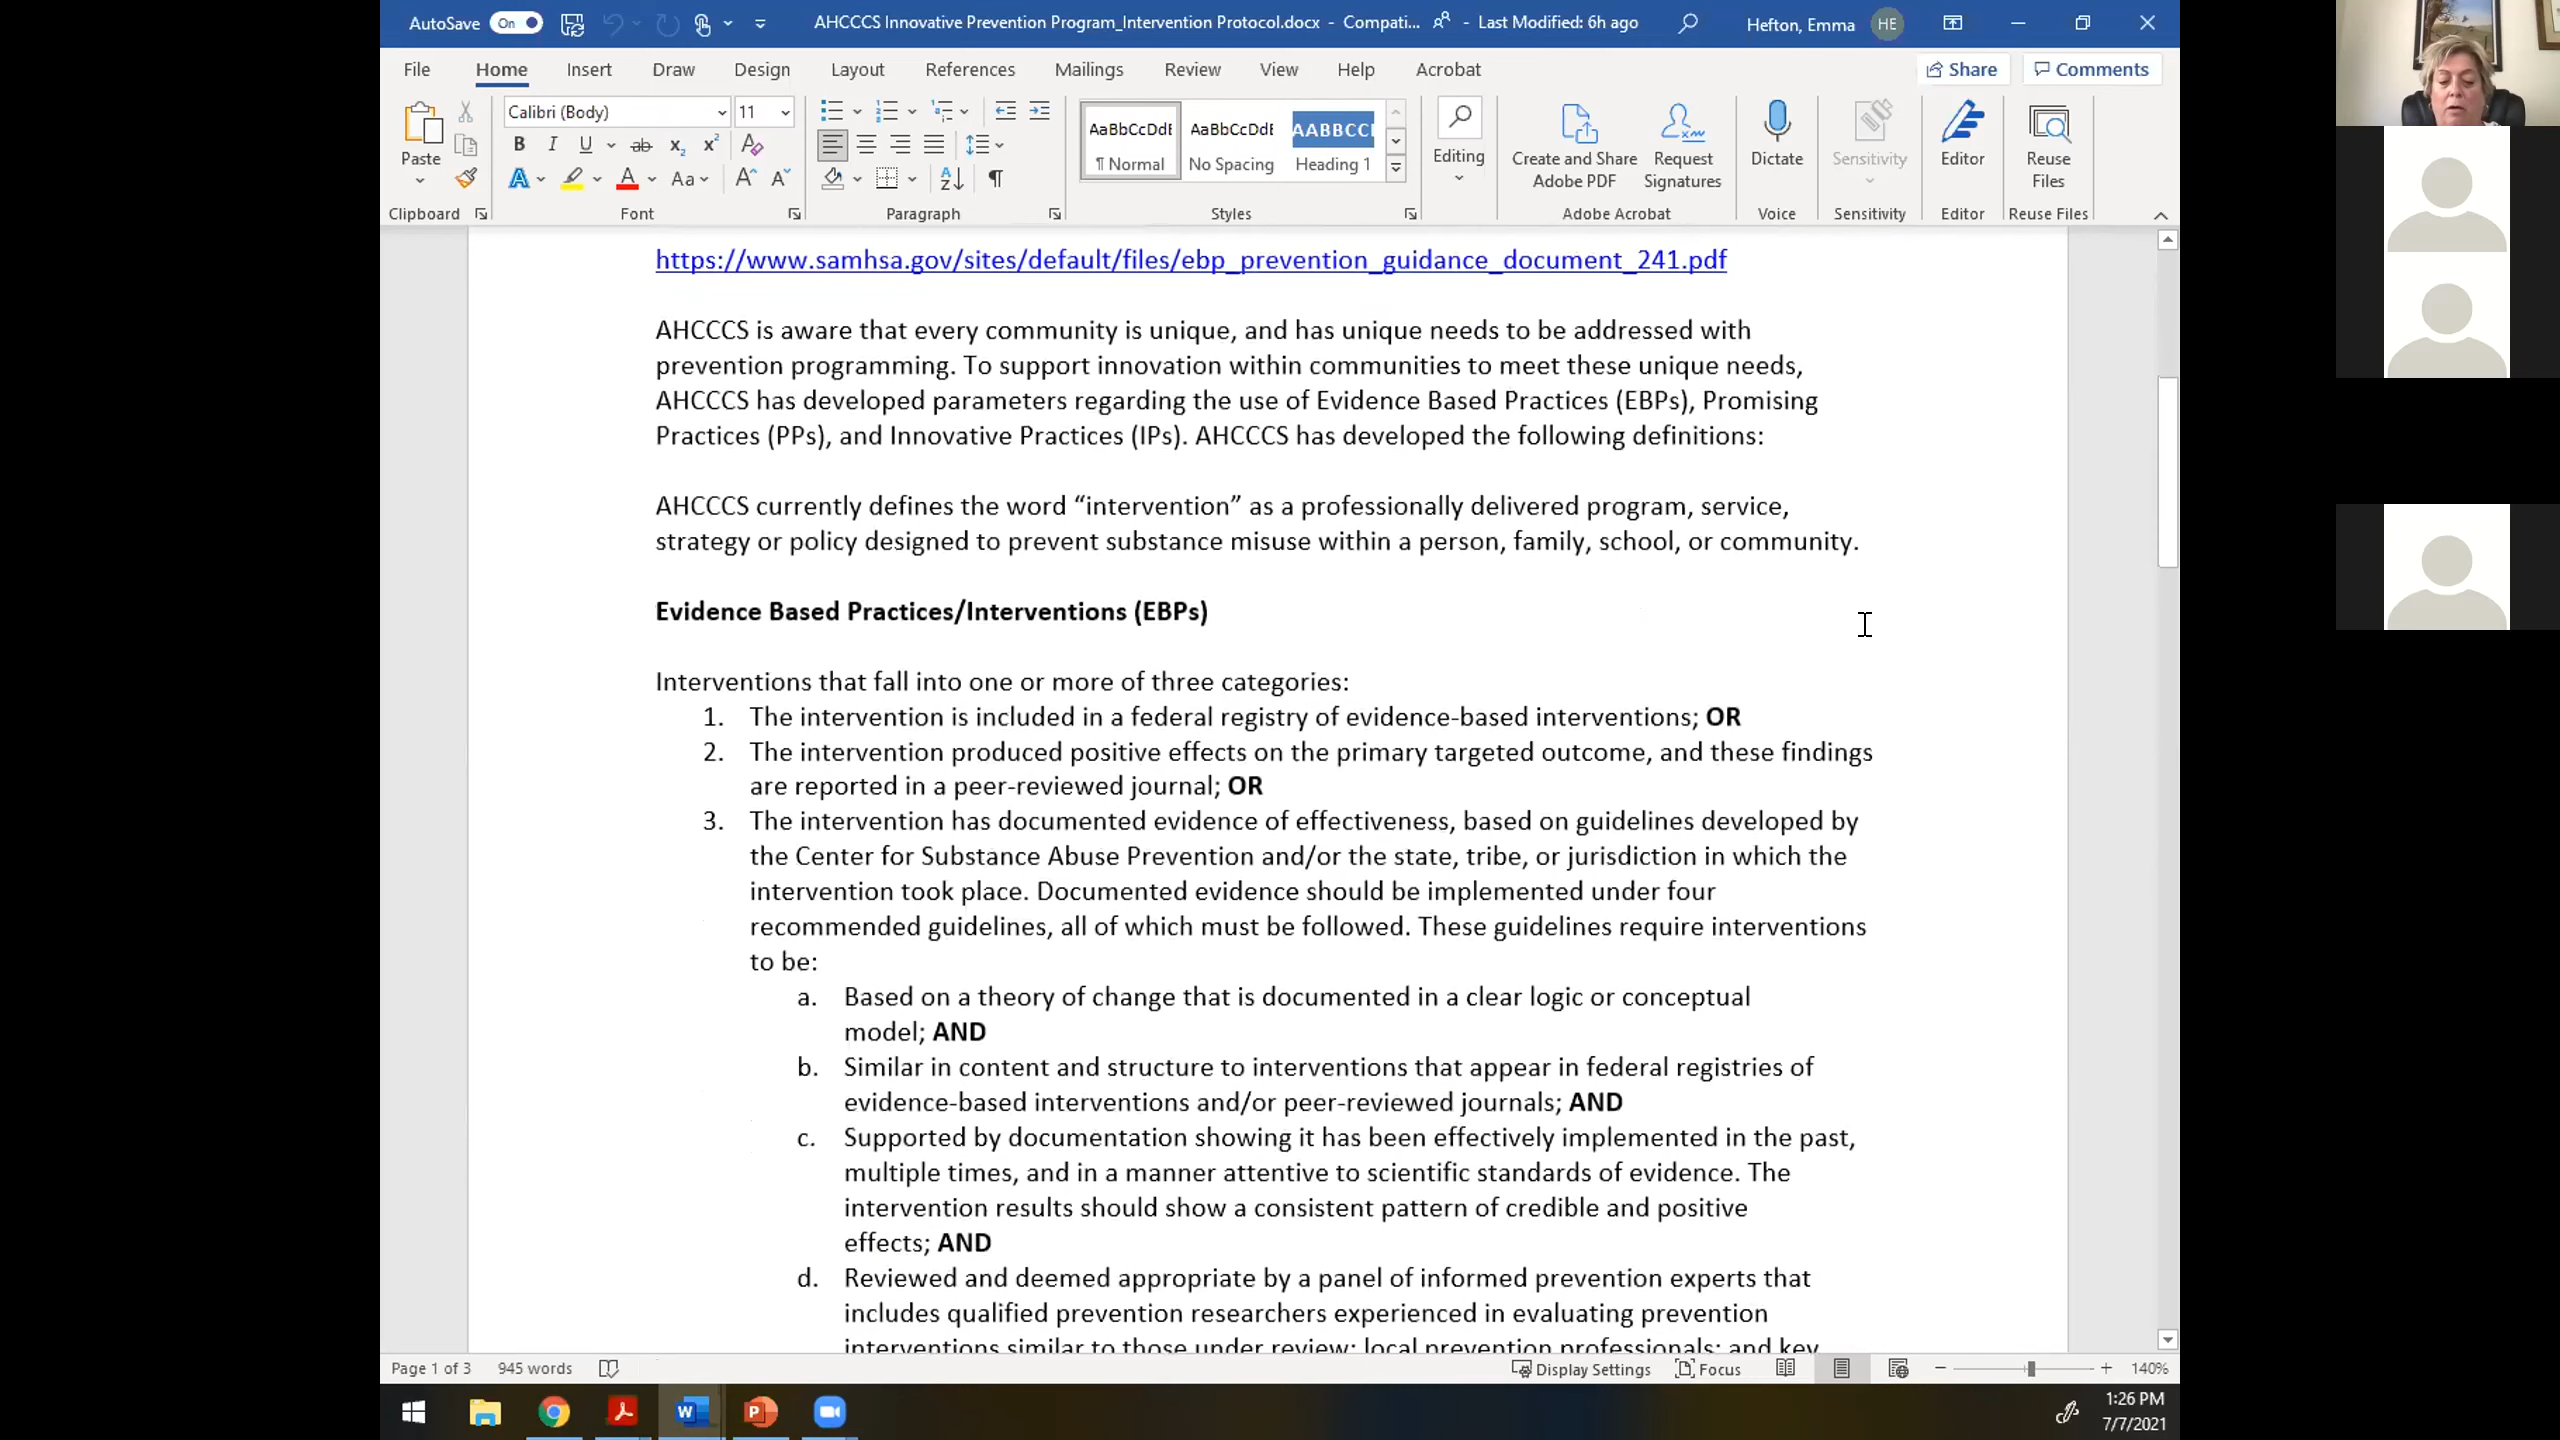 AutoSave On AHCCCS Innovative Prevention Program_Intervention Protocol.docx - Compati... - Last Modified: 6h ago Hefton, Emma HE
File Home Insert Draw Design Layout References Mailings Review View Help Acrobat Share Comments
Paste
Clipboard
Calibri (Body) 11
Font
Paragraph
AaBbCcDdE AaBbCcDdE AABBCCI
¶ Normal No Spacing Heading 1
Styles
Editing
Create and Share Adobe PDF
Request Signatures
Adobe Acrobat
Dictate
Voice
Sensitivity
Sensitivity
Editor
Editor
Reuse Files
Reuse Files
https://www.samhsa.gov/sites/default/files/ebp_prevention_guidance_document_241.pdf
AHCCCS is aware that every community is unique, and has unique needs to be addressed with
prevention programming. To support innovation within communities to meet these unique needs,
AHCCCS has developed parameters regarding the use of Evidence Based Practices (EBPs), Promising
Practices (PPs), and Innovative Practices (IPs). AHCCCS has developed the following definitions:
AHCCCS currently defines the word “intervention” as a professionally delivered program, service,
strategy or policy designed to prevent substance misuse within a person, family, school, or community.
Evidence Based Practices/Interventions (EBPs)
Interventions that fall into one or more of three categories:
1. The intervention is included in a federal registry of evidence-based interventions; OR
2. The intervention produced positive effects on the primary targeted outcome, and these findings
are reported in a peer-reviewed journal; OR
3. The intervention has documented evidence of effectiveness, based on guidelines developed by
the Center for Substance Abuse Prevention and/or the state, tribe, or jurisdiction in which the
intervention took place. Documented evidence should be implemented under four
recommended guidelines, all of which must be followed. These guidelines require interventions
to be:
a. Based on a theory of change that is documented in a clear logic or conceptual
model; AND
b. Similar in content and structure to interventions that appear in federal registries of
evidence-based interventions and/or peer-reviewed journals; AND
c. Supported by documentation showing it has been effectively implemented in the past,
multiple times, and in a manner attentive to scientific standards of evidence. The
intervention results should show a consistent pattern of credible and positive
effects; AND
d. Reviewed and deemed appropriate by a panel of informed prevention experts that
includes qualified prevention researchers experienced in evaluating prevention
interventions similar to those under review; local prevention professionals; and key
Page 1 of 3 945 words Display Settings Focus 140%
1:26 PM
7/7/2021